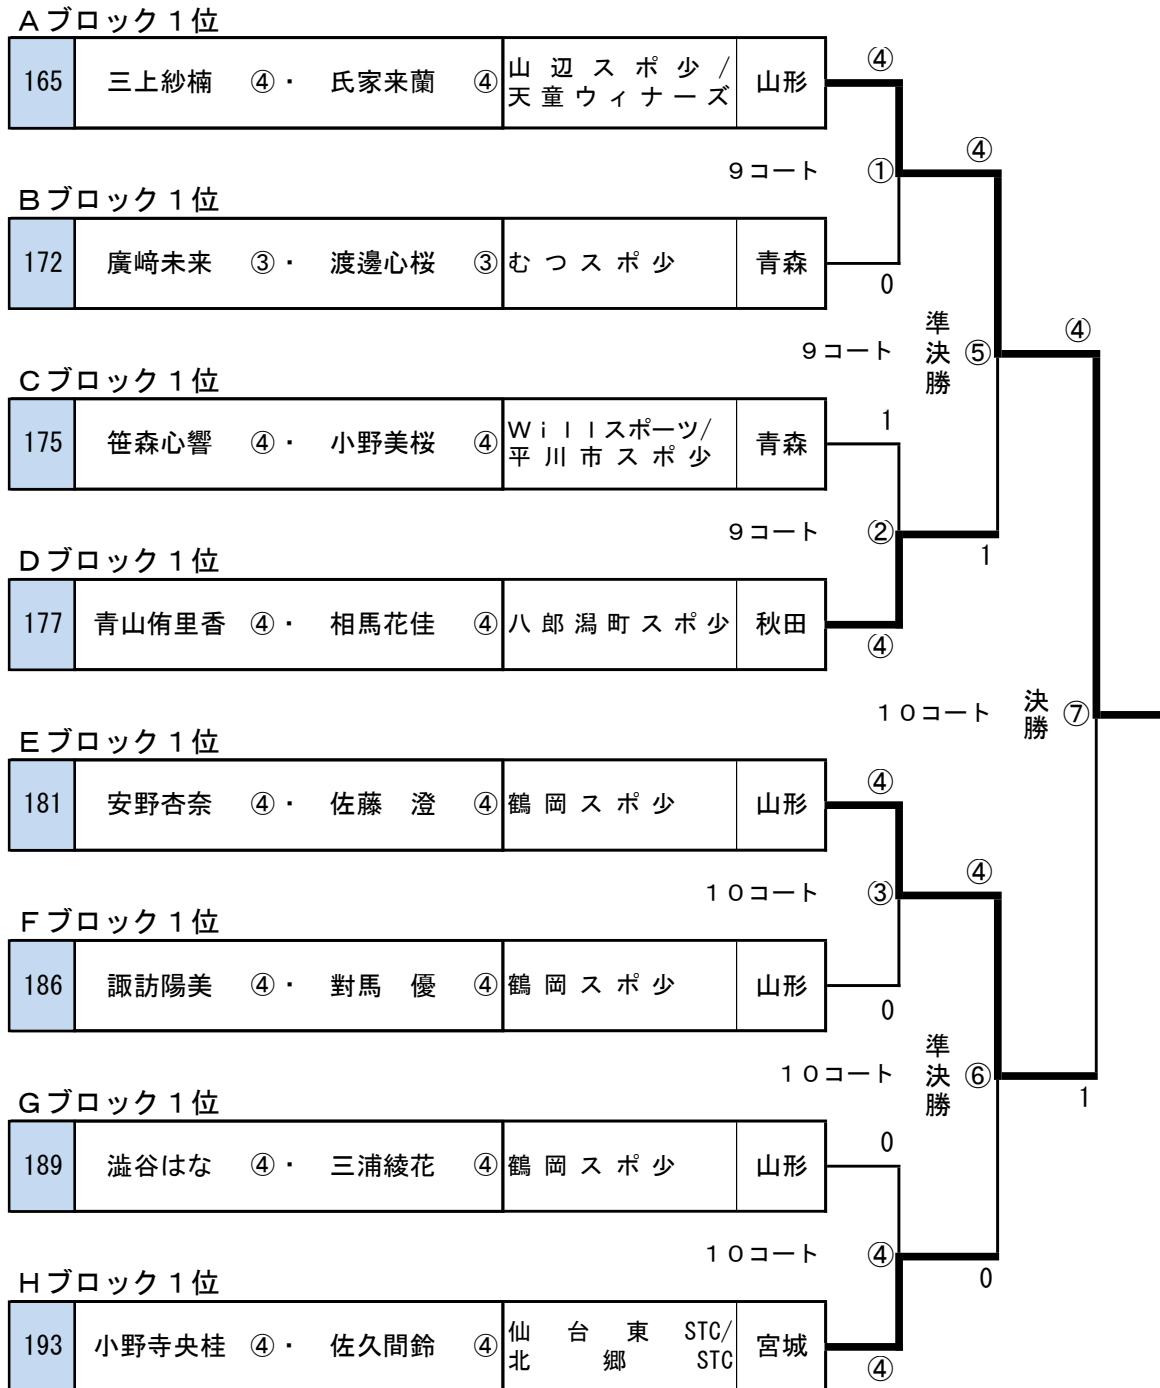 Aブロック１位
④
165 三上紗楠 ④・ 氏家来蘭 ④ 山辺スポ少/ 山形
天童ウィナーズ
９コート ① ④
Bブロック１位
172 廣﨑未来 ③・ 渡邊心桜 ③ むつスポ少 青森
0
準決勝
９コート ⑤ ④
Cブロック１位
1
175 笹森心響 ④・ 小野美桜 ④ Ｗｉｌｌスポーツ/ 青森
平川市スポ少
９コート ②
1
Dブロック１位
177 青山侑里香 ④・ 相馬花佳 ④ 八郎潟町スポ少 秋田
④
１０コート 決勝 ⑦
Eブロック１位
④
181 安野杏奈 ④・ 佐藤　澄 ④ 鶴岡スポ少 山形
１０コート ③ ④
Fブロック１位
186 諏訪陽美 ④・ 對馬　優 ④ 鶴岡スポ少 山形
0
準決勝
１０コート ⑥
1
Gブロック１位
0
189 澁谷はな ④・ 三浦綾花 ④ 鶴岡スポ少 山形
１０コート ④
0
Hブロック１位
193 小野寺央桂 ④・ 佐久間鈴 ④ 仙台東STC/ 宮城
北郷STC
④